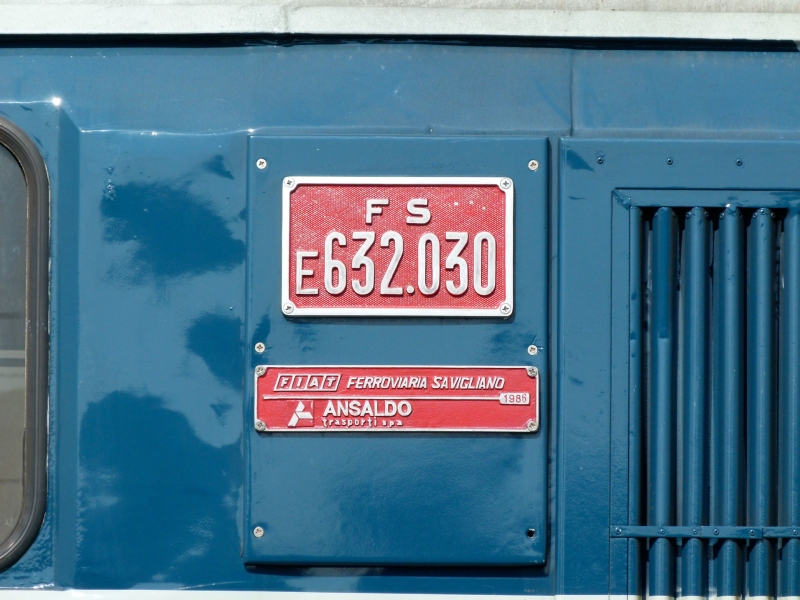 FS
E632.030
FIAT FERROVIARIA SAVIGLIANO
1986
ANSALDO
trasporti spa